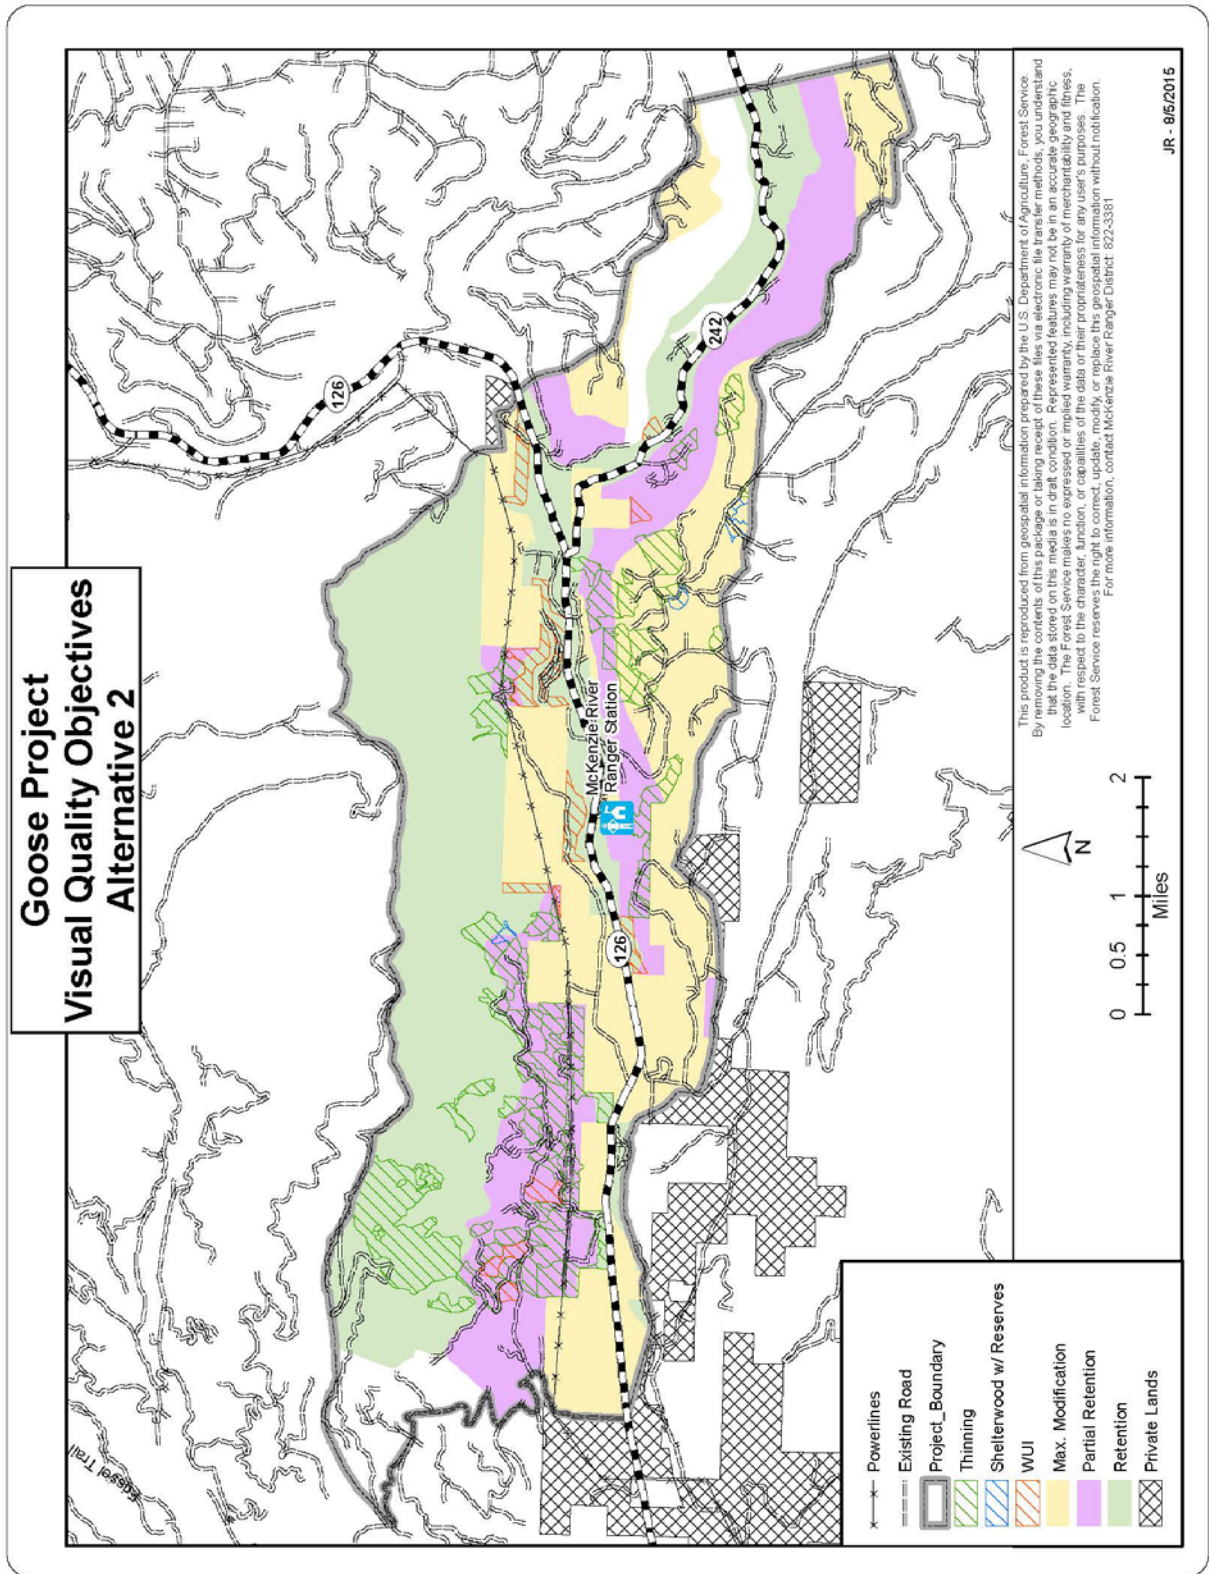 Goose Project
Visual Quality Objectives
Alternative 2
126
242
McKenzie River
Ranger Station
126
Powerlines
Existing Road
Project_Boundary
Thinning
Shelterwood w/ Reserves
WUI
Max. Modification
Partial Retention
Retention
Private Lands
0 0.5 1 2
Miles
N
This product is reproduced from geospatial information prepared by the U.S. Department of Agriculture, Forest Service.
By removing the contents of this package or taking receipt of these files via electronic file transfer methods, you understand
that the data stored on this media is in draft condition. Represented features may not be in an accurate geographic
location. The Forest Service makes no expressed or implied warranty, including warranty of merchantability and fitness,
with respect to the character, function, or capailities of the data or their propriateness for any user's purposes. The
Forest Service reserves the right to correct, update, modify, or replace this geospatial information without notification.
For more information, contact McKenzie River Ranger District: 822-3381